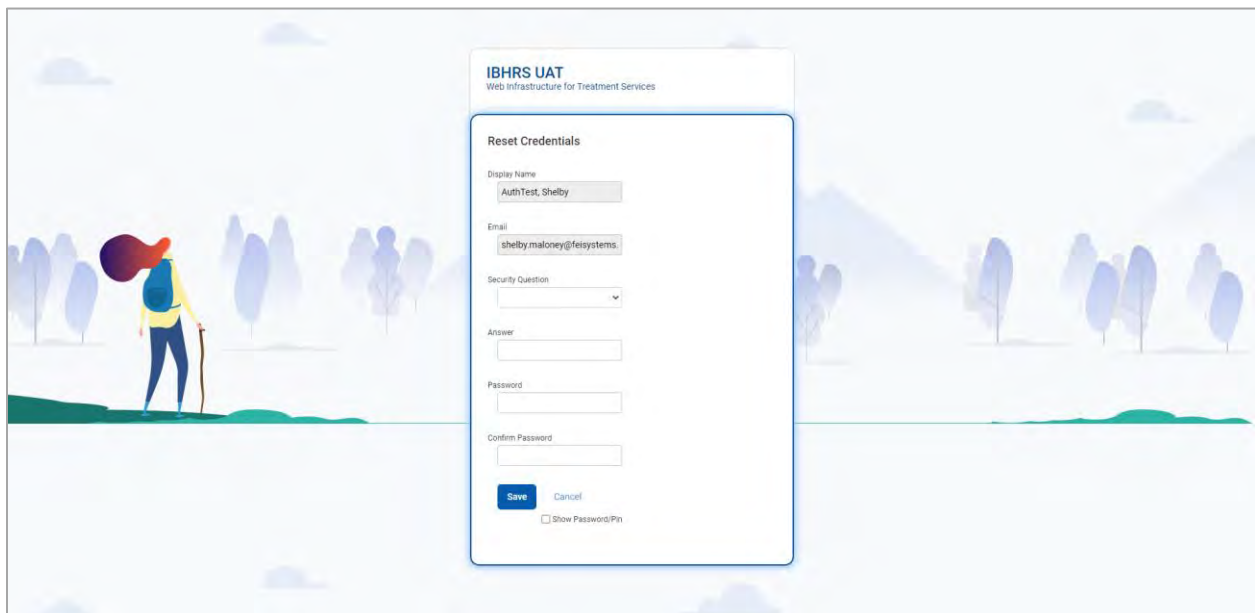 IBHRS UAT
Web Infrastructure for Treatment Services
Reset Credentials
Display Name
AuthTest, Shelby
Email
shelby.maloney@feisystems.
Security Question
Answer
Password
Confirm Password
Save Cancel
Show Password/Pin